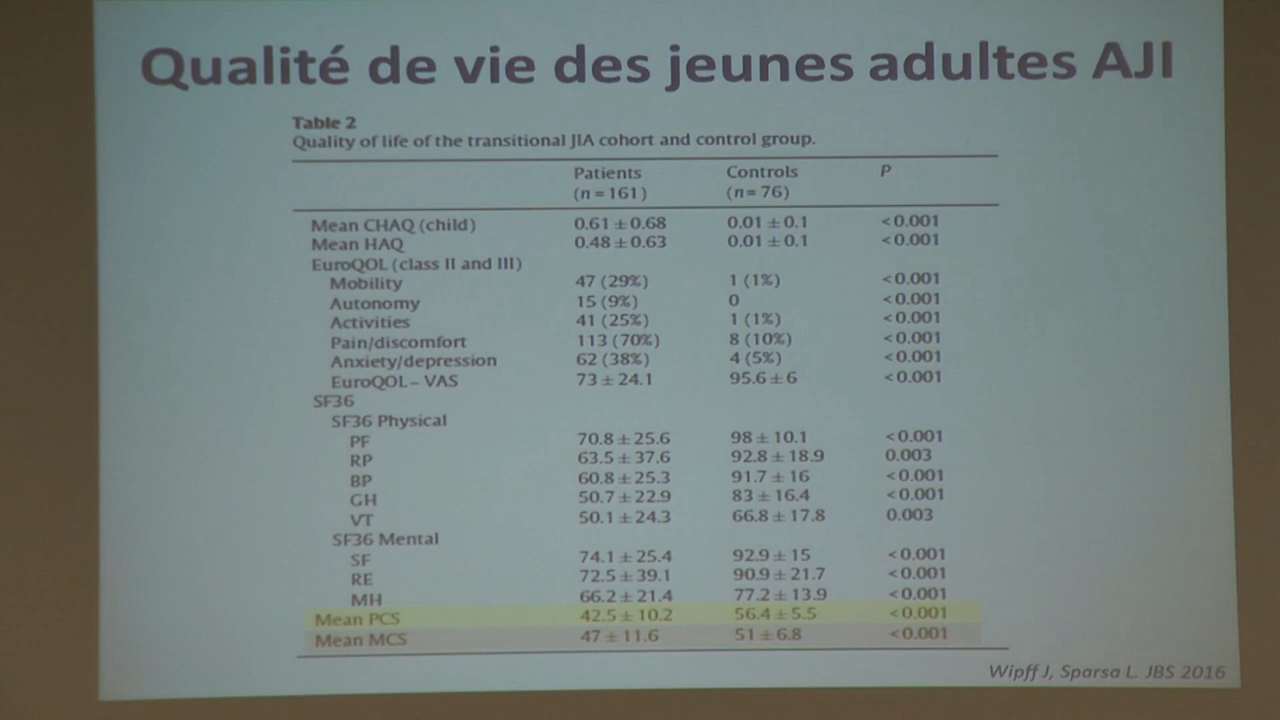 Qualité de vie des jeunes adultes AJI
Table 2
Quality of life of the transitional JIA cohort and control group.
Patients Controls P
(n = 161) (n = 76)
Mean CHAQ (child) 0.61 ± 0.68 0.01 ± 0.1 <0.001
Mean HAQ 0.48 ± 0.63 0.01 ± 0.1 <0.001
EuroQOL (class II and III)
Mobility 47 (29%) 1 (1%) <0.001
Autonomy 15 (9%) 0 <0.001
Activities 41 (25%) 1 (1%) <0.001
Pain/discomfort 113 (70%) 8 (10%) <0.001
Anxiety/depression 62 (38%) 4 (5%) <0.001
EuroQOL – VAS 73 ± 24.1 95.6 ± 6 <0.001
SF36
SF36 Physical
PF 70.8 ± 25.6 98 ± 10.1 <0.001
RP 63.5 ± 37.6 92.8 ± 18.9 0.003
BP 60.8 ± 25.3 91.7 ± 16 <0.001
GH 50.7 ± 22.9 83 ± 16.4 <0.001
VT 50.1 ± 24.3 66.8 ± 17.8 0.003
SF36 Mental
SF 74.1 ± 25.4 92.9 ± 15 <0.001
RE 72.5 ± 39.1 90.9 ± 21.7 <0.001
MH 66.2 ± 21.4 77.2 ± 13.9 <0.001
Mean PCS 42.5 ± 10.2 56.4 ± 5.5 <0.001
Mean MCS 47 ± 11.6 51 ± 6.8 <0.001
Wipff J, Sparsa L. JBS 2016